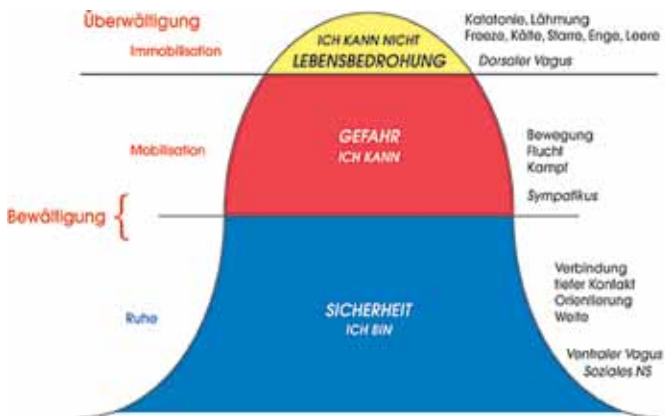 Überwältigung
Immobilisation
ICH KANN NICHT
LEBENSBEDROHUNG
Katatonie, Lähmung
Freeze, Kälte, Starre, Enge, Leere
Dorsaler Vagus
Mobilisation
GEFAHR
ICH KANN
Bewegung
Flucht
Kampf
Sympatikus
Bewältigung {
Ruhe
SICHERHEIT
ICH BIN
Verbindung
tiefer Kontakt
Orientierung
Weite
Ventraler Vagus
Soziales NS